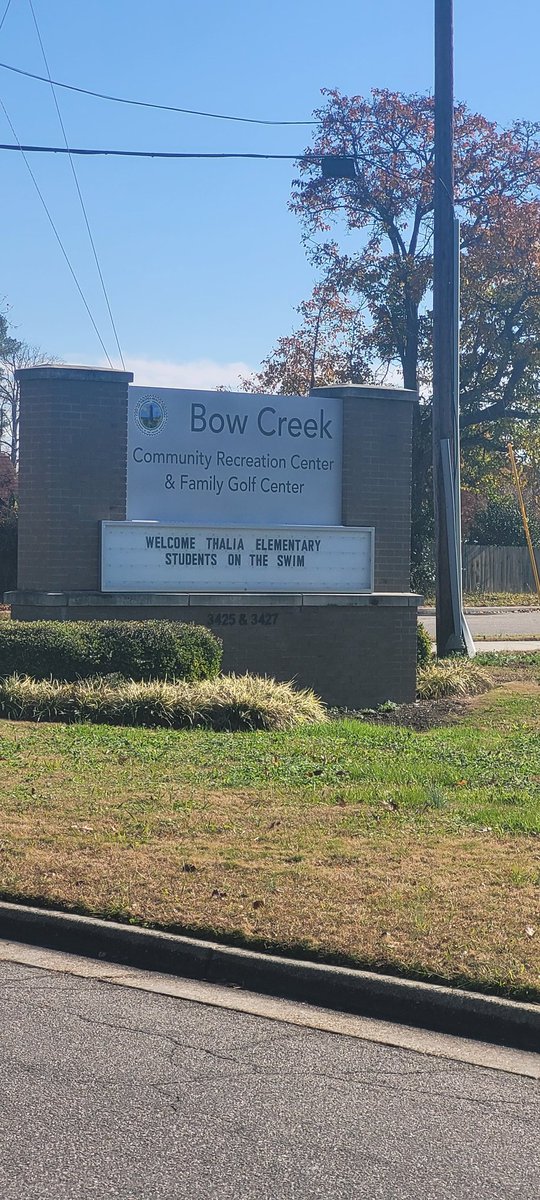 Bow Creek
Community Recreation Center
& Family Golf Center
WELCOME THALIA ELEMENTARY
STUDENTS ON THE SWIM
3425 & 3427